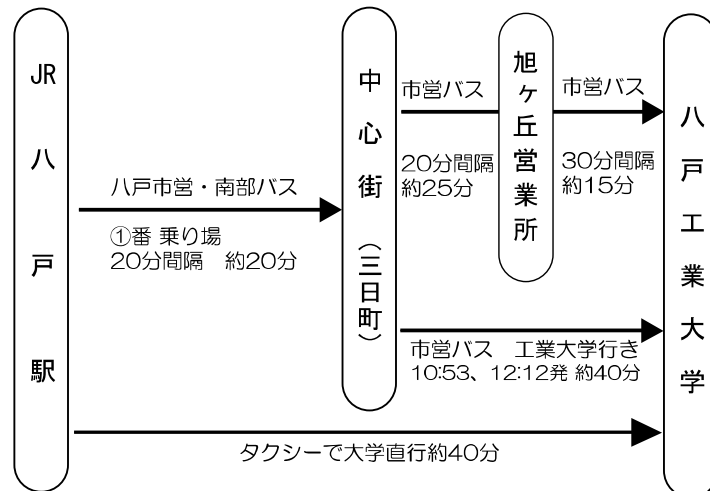 JR八戸駅
八戸市営・南部バス
①番 乗り場
20分間隔　約20分
中心街（三日町）
市営バス
20分間隔
約25分
旭ヶ丘営業所
市営バス
30分間隔
約15分
市営バス　工業大学行き
10:53、12:12発 約40分
タクシーで大学直行約40分
八戸工業大学